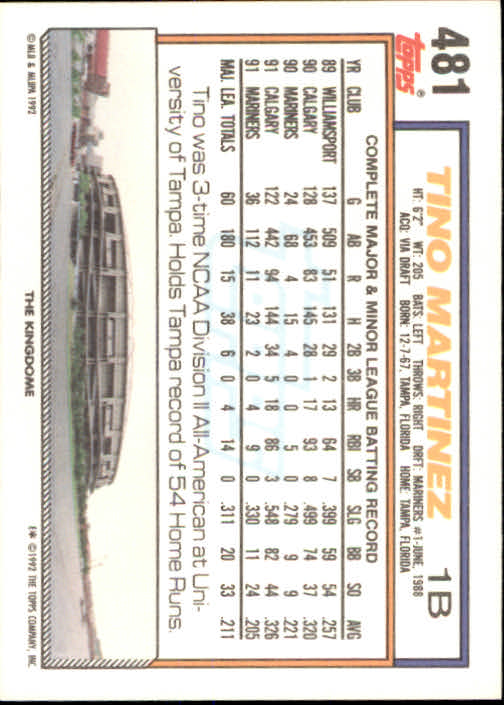 481
topps®
TINO MARTINEZ 1B
HT: 6'2" WT: 205 BATS: LEFT THROWS: RIGHT DRFT: MARINERS #1-JUNE, 1988
ACQ: VIA DRAFT BORN: 12-7-67, TAMPA, FLORIDA HOME: TAMPA, FLORIDA
COMPLETE MAJOR & MINOR LEAGUE BATTING RECORD
YR CLUB G AB R H 2B 3B HR RBI SB SLG BB SO AVG
89 WILLIAMSPORT 137 509 51 131 29 2 13 64 7 .399 59 54 .257
90 CALGARY 128 453 83 145 28 1 17 93 8 .499 74 37 .320
90 MARINERS 24 68 4 15 4 0 0 5 0 .279 9 9 .221
91 CALGARY 122 442 94 144 34 5 18 86 3 .548 82 44 .326
91 MARINERS 36 112 11 23 2 0 4 9 0 .330 11 24 .205
MAJ. LEA. TOTALS 60 180 15 38 6 0 4 14 0 .311 20 33 .211
Tino was 3-time NCAA Division II All-American at Uni-
versity of Tampa. Holds Tampa record of 54 Home Runs.
©MLB & MLBPA 1992
THE KINGDOME
©1992 THE TOPPS COMPANY, INC.